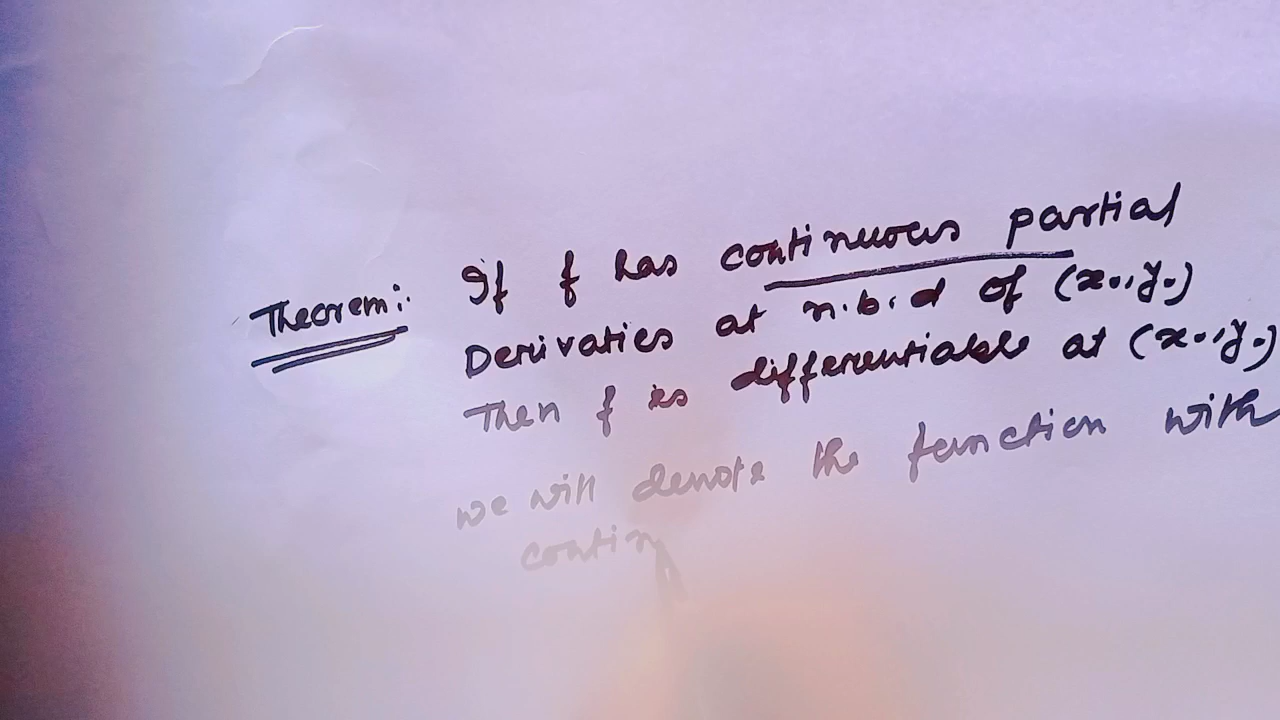 Theorem:. If f has continuous partial
Derivaties at n.b.d of (x₀,y₀)
Then f is differentiable at (x₀,y₀)
we will denote the function with
contin